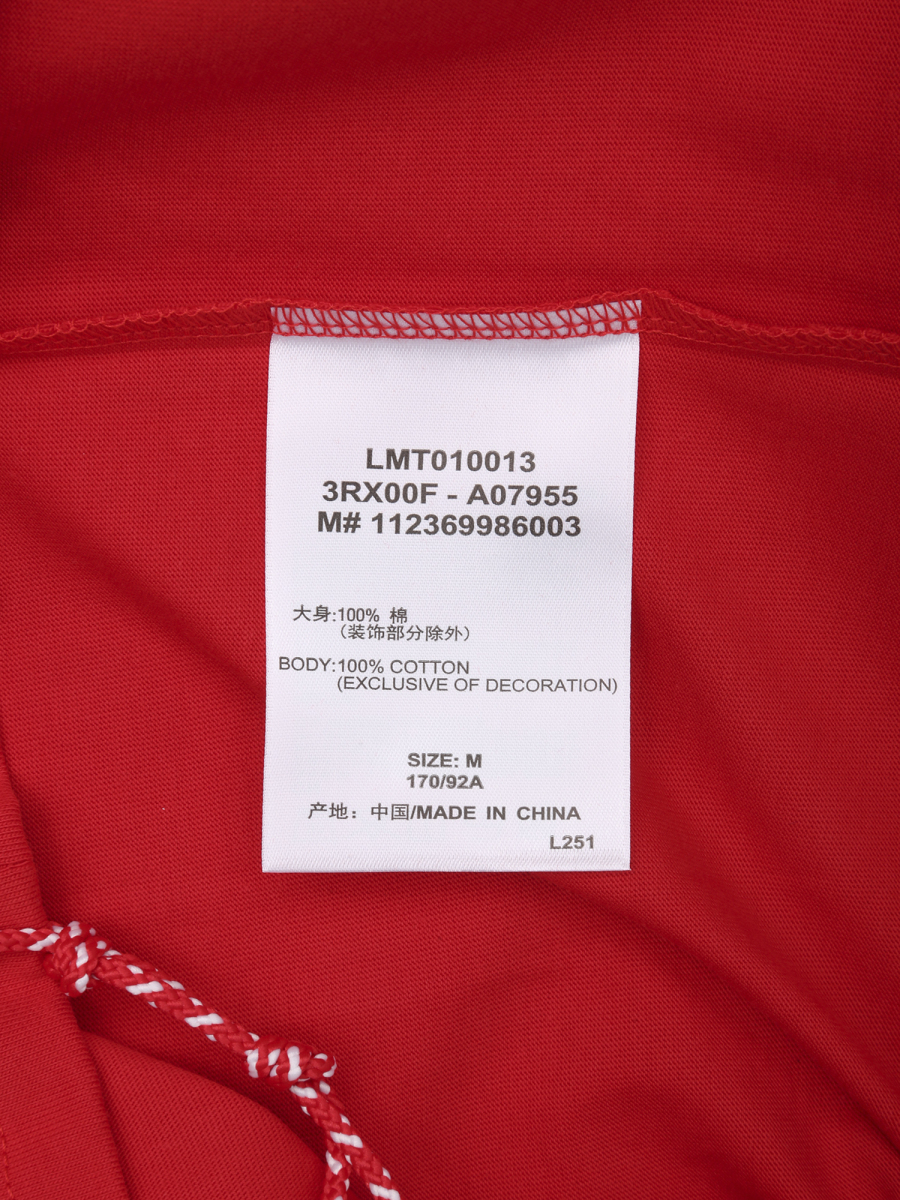 LMT010013
3RX00F - A07955
M# 112369986003
大身:100% 棉
（装饰部分除外）
BODY:100% COTTON
(EXCLUSIVE OF DECORATION)
SIZE: M
170/92A
产地：中国/MADE IN CHINA
L251